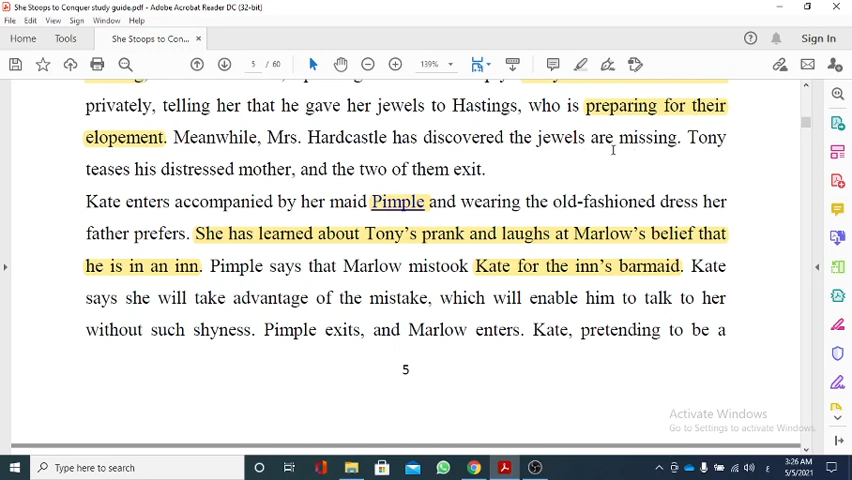 She Stoops to Conquer study guide.pdf - Adobe Acrobat Reader DC (32-bit)
File Edit View Sign Window Help
Home Tools She Stoops to Con... × Sign In
5 / 60 139%
privately, telling her that he gave her jewels to Hastings, who is preparing for their
elopement. Meanwhile, Mrs. Hardcastle has discovered the jewels are missing. Tony
teases his distressed mother, and the two of them exit.
Kate enters accompanied by her maid Pimple and wearing the old-fashioned dress her
father prefers. She has learned about Tony's prank and laughs at Marlow's belief that
he is in an inn. Pimple says that Marlow mistook Kate for the inn's barmaid. Kate
says she will take advantage of the mistake, which will enable him to talk to her
without such shyness. Pimple exits, and Marlow enters. Kate, pretending to be a
5
Activate Windows
Go to Settings to activate Windows.
Type here to search
ع
3:26 AM
5/5/2021